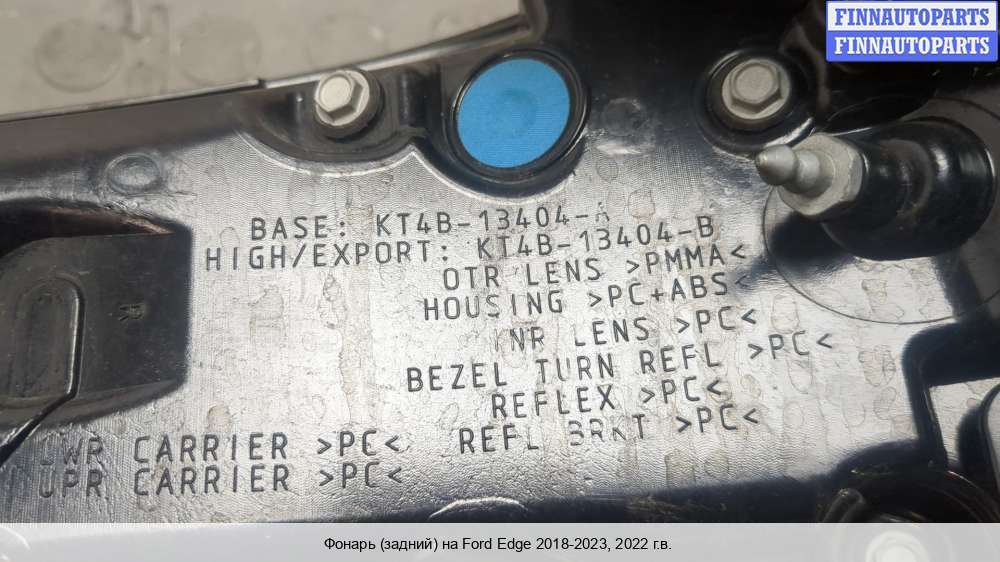 FINNAUTOPARTS
FINNAUTOPARTS
BASE: KT4B-13404-A
HIGH/EXPORT: KT4B-13404-B
OTR LENS >PMMA<
HOUSING >PC+ABS<
INR LENS >PC<
BEZEL TURN REFL >PC<
REFLEX >PC<
LWR CARRIER >PC< REFL BRKT >PC<
UPR CARRIER >PC<
R
Фонарь (задний) на Ford Edge 2018-2023, 2022 г.в.